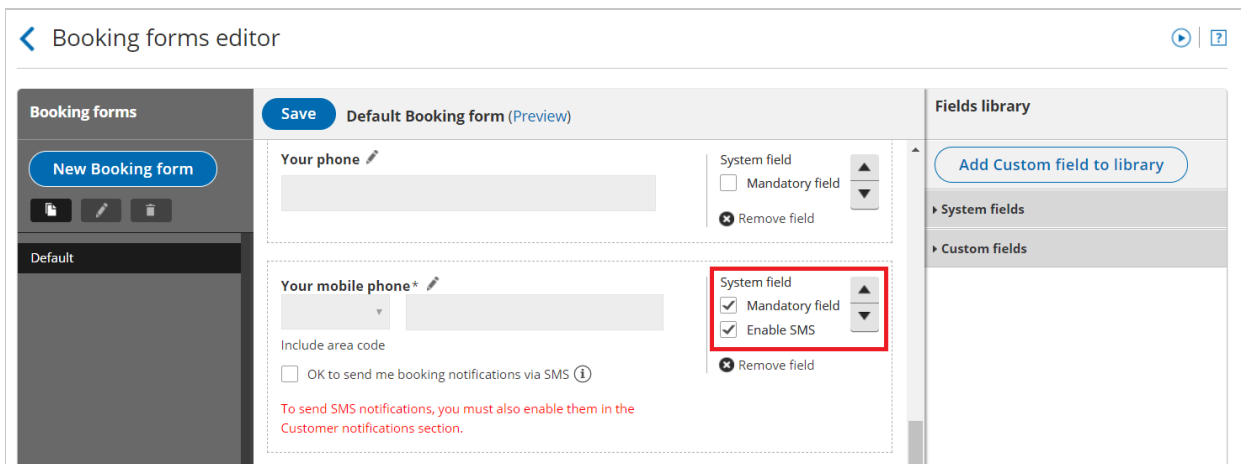 Booking forms editor
?
Booking forms
Save
Default Booking form (Preview)
Fields library
New Booking form
Default
Your phone
System field
Mandatory field
Remove field
Your mobile phone*
System field
Mandatory field
Enable SMS
Remove field
Include area code
OK to send me booking notifications via SMS i
To send SMS notifications, you must also enable them in the
Customer notifications section.
Add Custom field to library
System fields
Custom fields